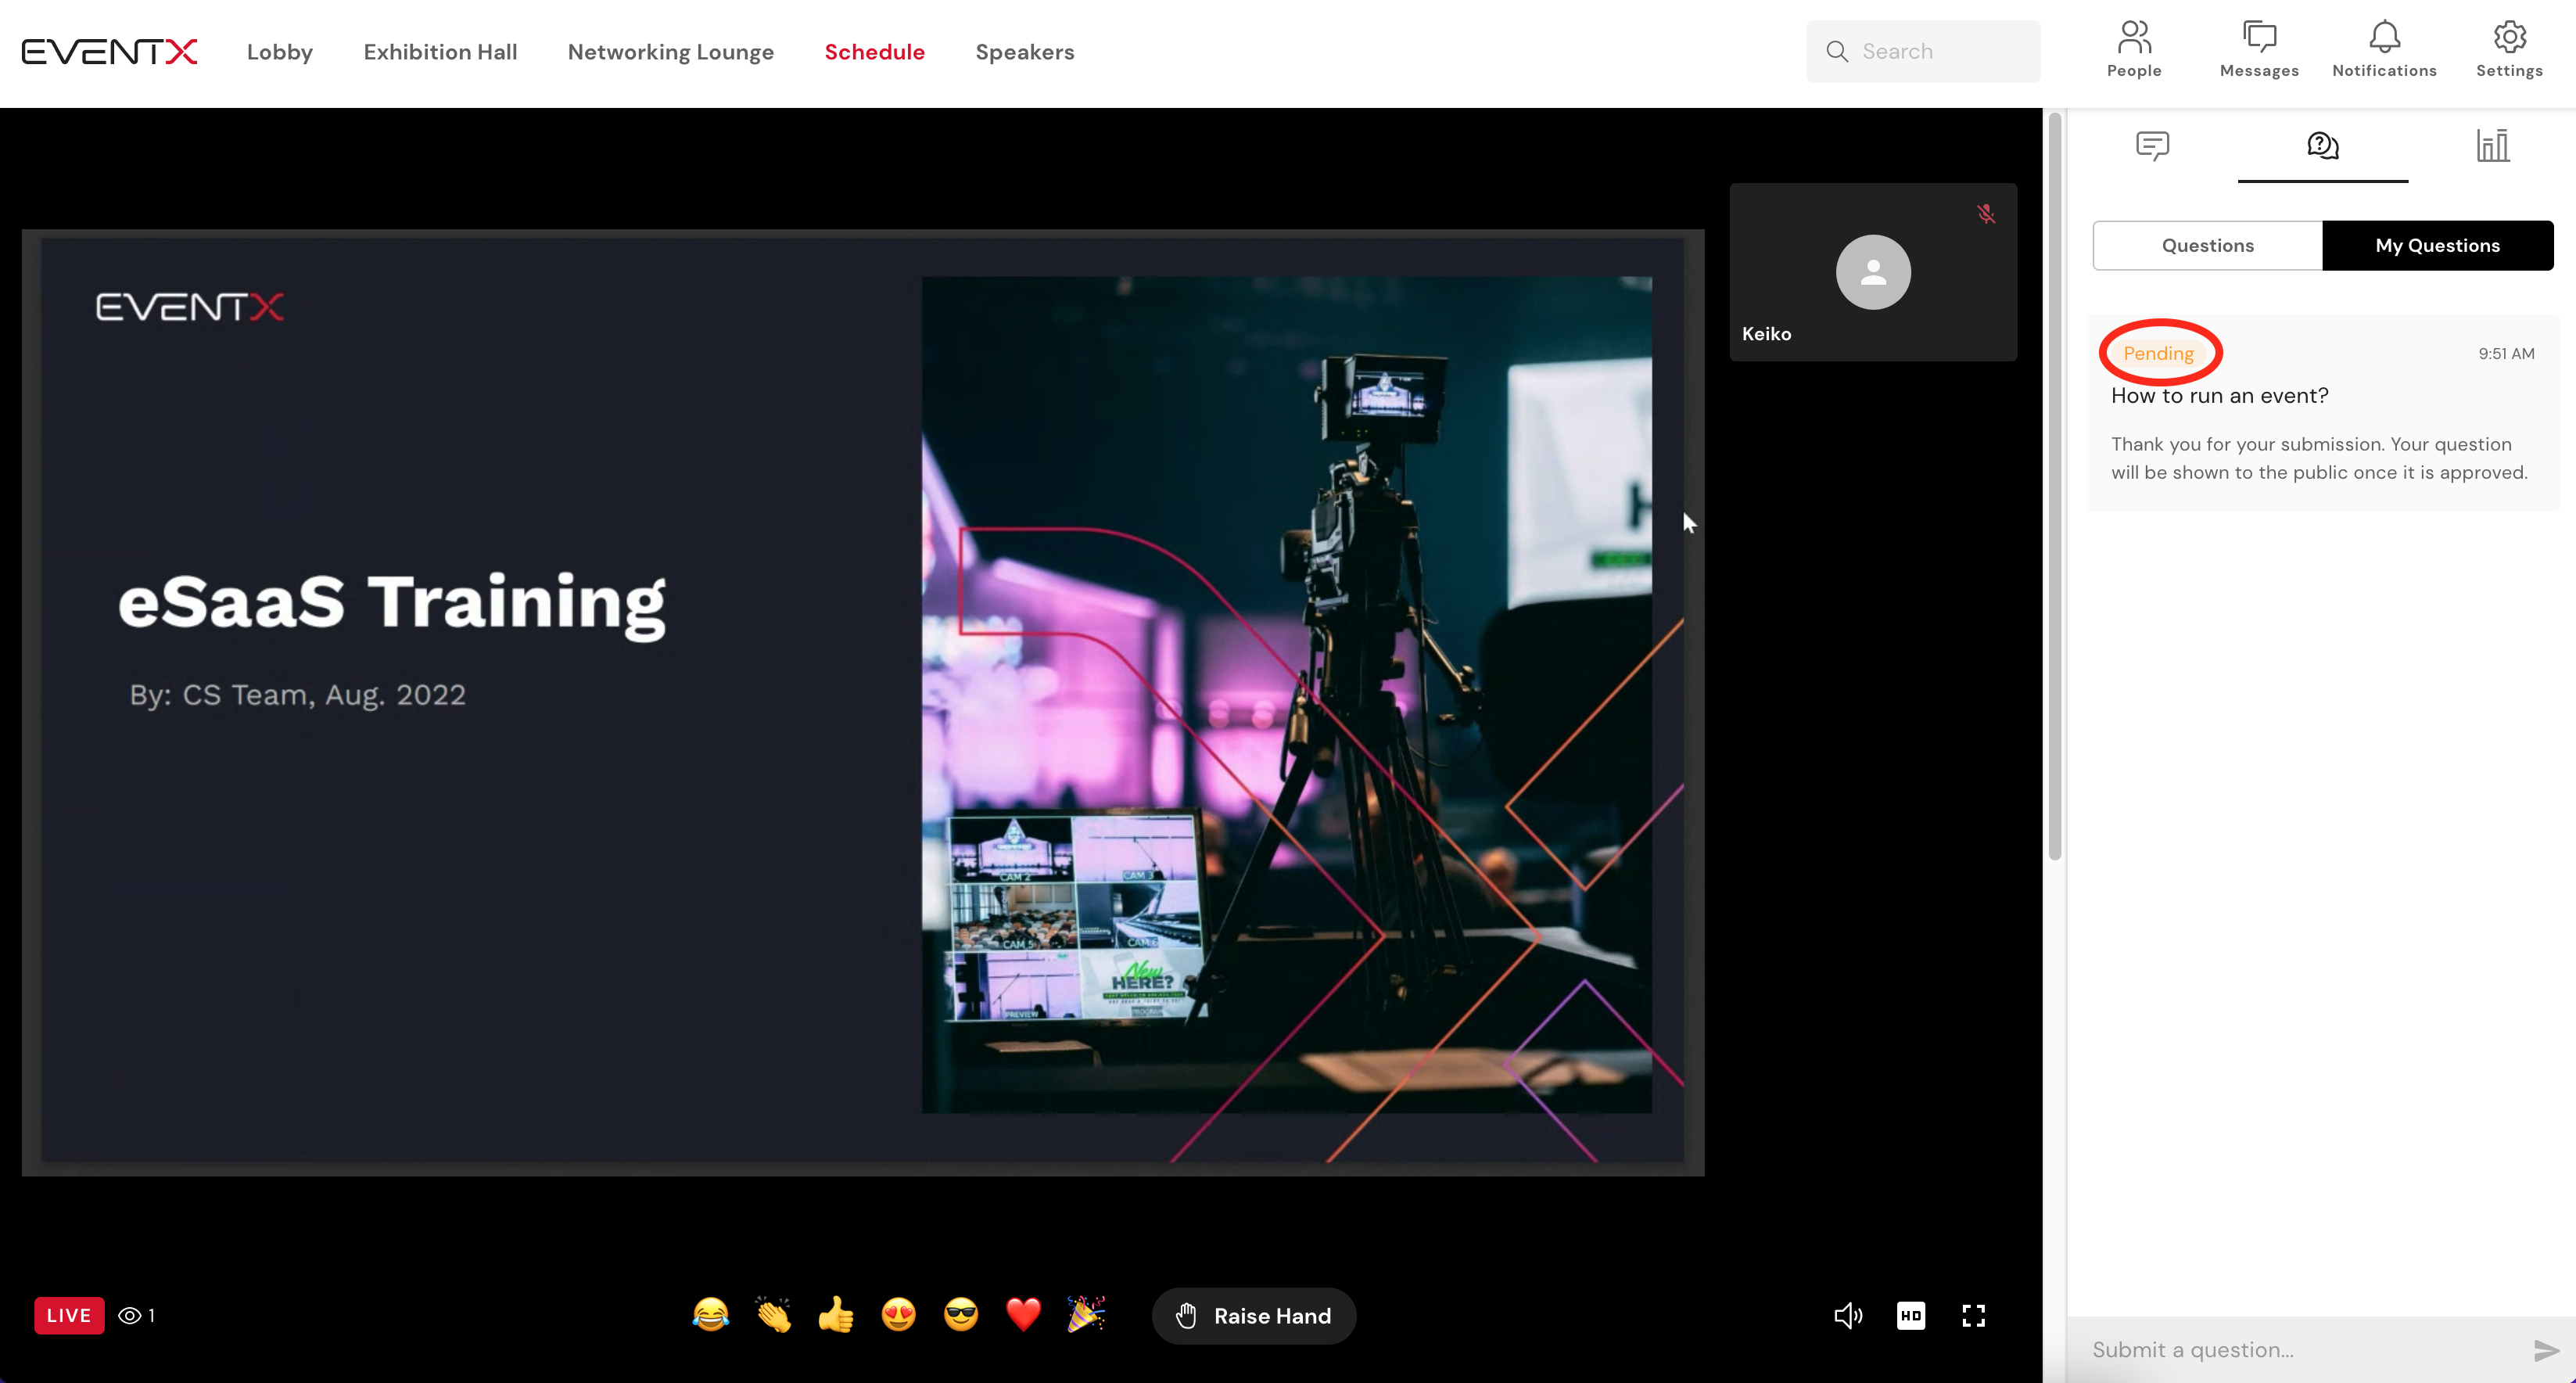 EVENTX
Lobby
Exhibition Hall
Networking Lounge
Schedule
Speakers
Search
People
Messages
Notifications
Settings
EVENTX
eSaaS Training
By: CS Team, Aug. 2022
CAM 2
CAM 3
CAM 5
CAM 6
PREVIEW
New
HERE?
PROGRAM
Keiko
Questions
My Questions
Pending
9:51 AM
How to run an event?
Thank you for your submission. Your question
will be shown to the public once it is approved.
LIVE
1
Raise Hand
HD
Submit a question...